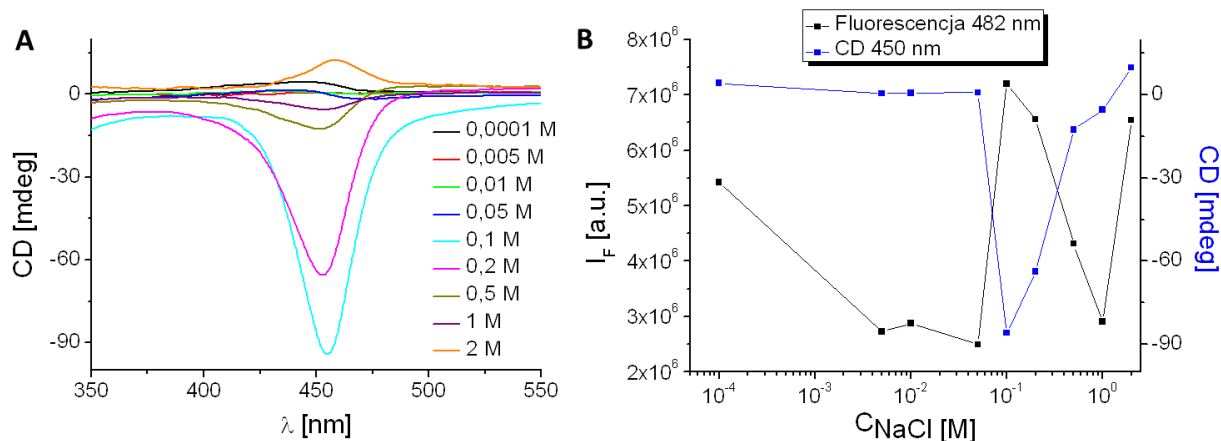 A
CD [mdeg]
0
-30
-60
-90
350
400
450
500
550
λ [nm]
0,0001 M
0,005 M
0,01 M
0,05 M
0,1 M
0,2 M
0,5 M
1 M
2 M
B
Fluorescencja 482 nm
CD 450 nm
I_F [a.u.]
8x10⁶
7x10⁶
6x10⁶
5x10⁶
4x10⁶
3x10⁶
2x10⁶
10⁻⁴
10⁻³
10⁻²
10⁻¹
10⁰
C_NaCl [M]
0
-30
-60
-90
CD [mdeg]